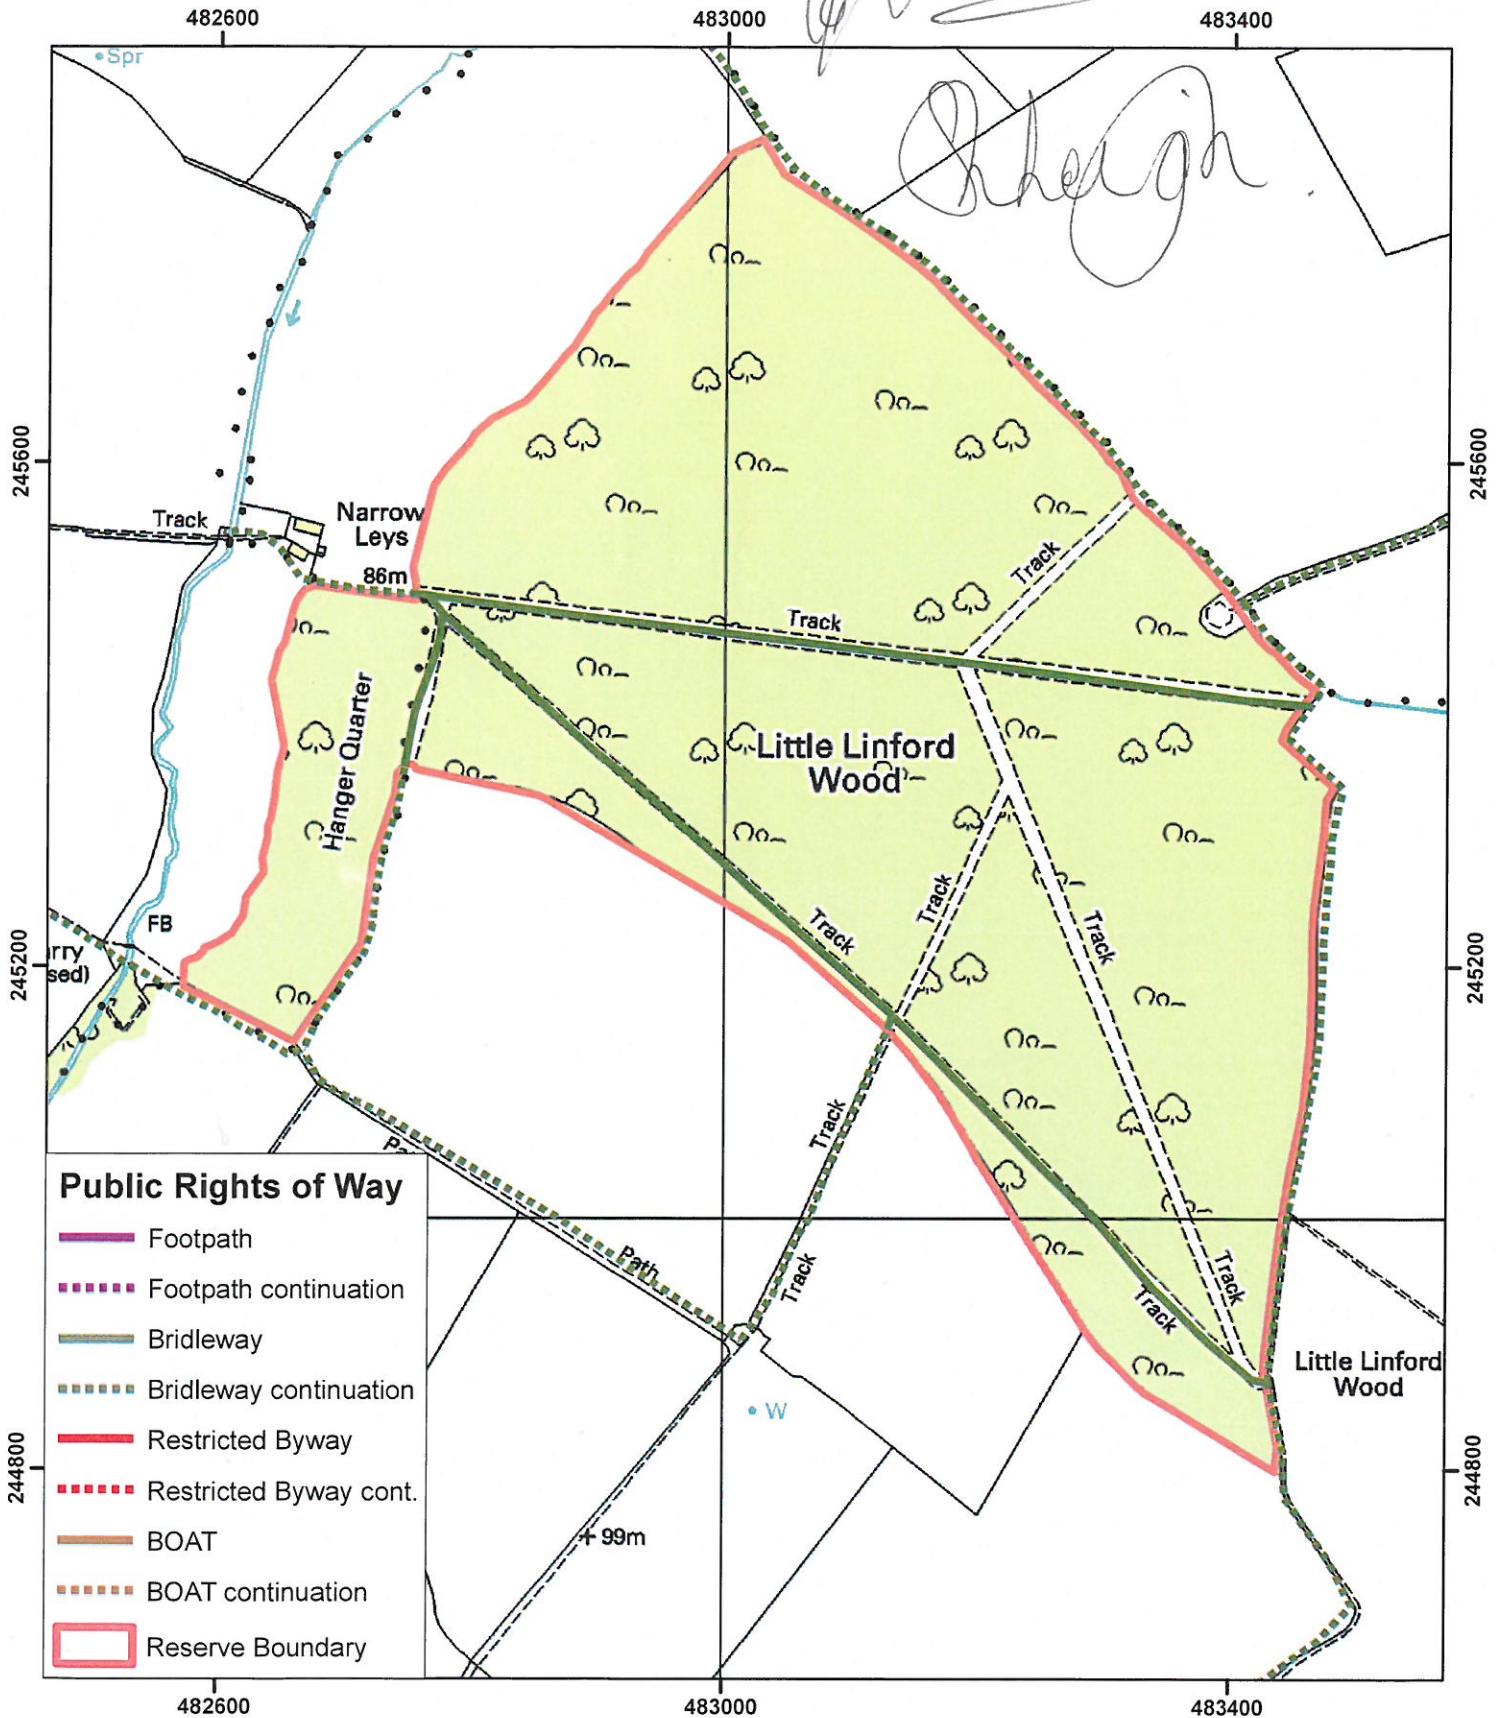 482600
483000
483400
Spr
245600
245600
Track
Narrow
Leys
86m
Track
Track
Hanger Quarter
Little Linford
Wood
Track
Track
Track
FB
rry
sed)
245200
245200
Track
Path
Track
Track
Track
Little Linford
Wood
W
99m
244800
244800
Public Rights of Way
Footpath
Footpath continuation
Bridleway
Bridleway continuation
Restricted Byway
Restricted Byway cont.
BOAT
BOAT continuation
Reserve Boundary
482600
483000
483400